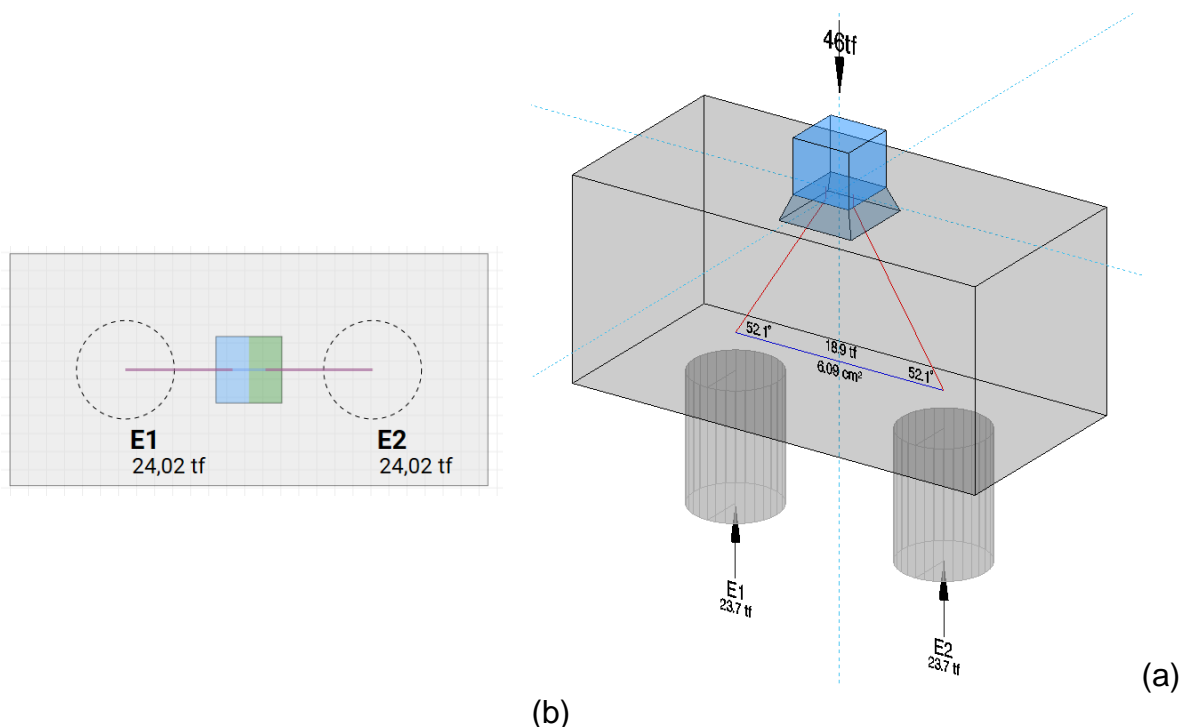 46tf
52.1°
18.9 tf
6.09 cm²
52.1°
E1
24,02 tf
E2
24,02 tf
E1
23.7 tf
E2
23.7 tf
(a)
(b)